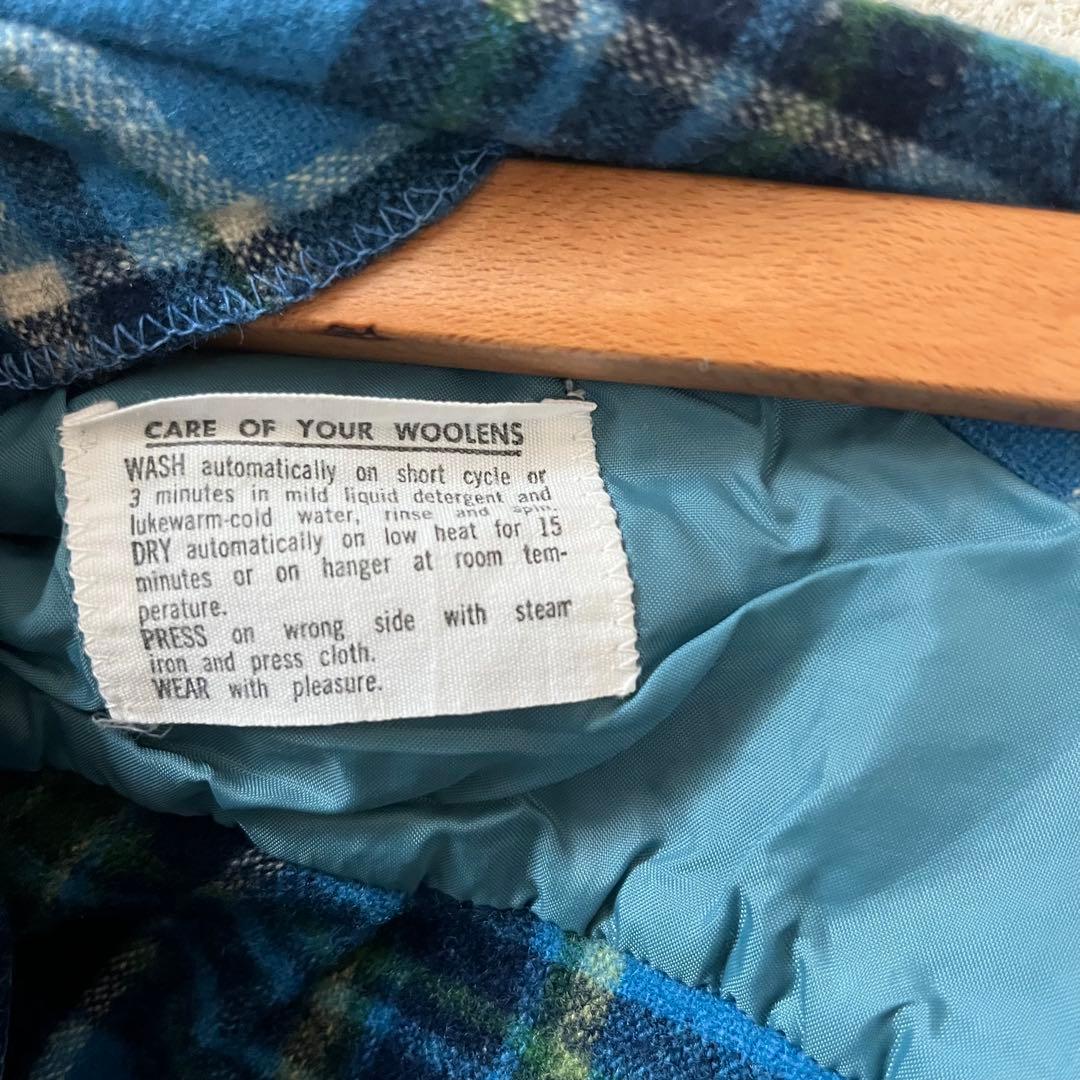 CARE OF YOUR WOOLENS
WASH automatically on short cycle or
3 minutes in mild liquid detergent and
lukewarm-cold water, rinse and spin.
DRY automatically on low heat for 15
minutes or on hanger at room tem-
perature.
PRESS on wrong side with steam
iron and press cloth.
WEAR with pleasure.